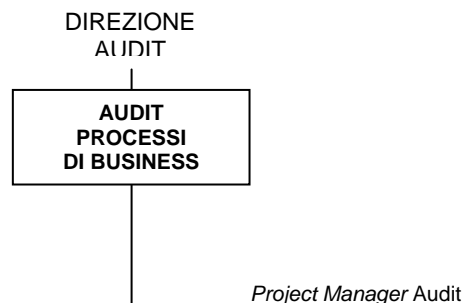 DIREZIONE
AUDIT
AUDIT
PROCESSI
DI BUSINESS
Project Manager Audit